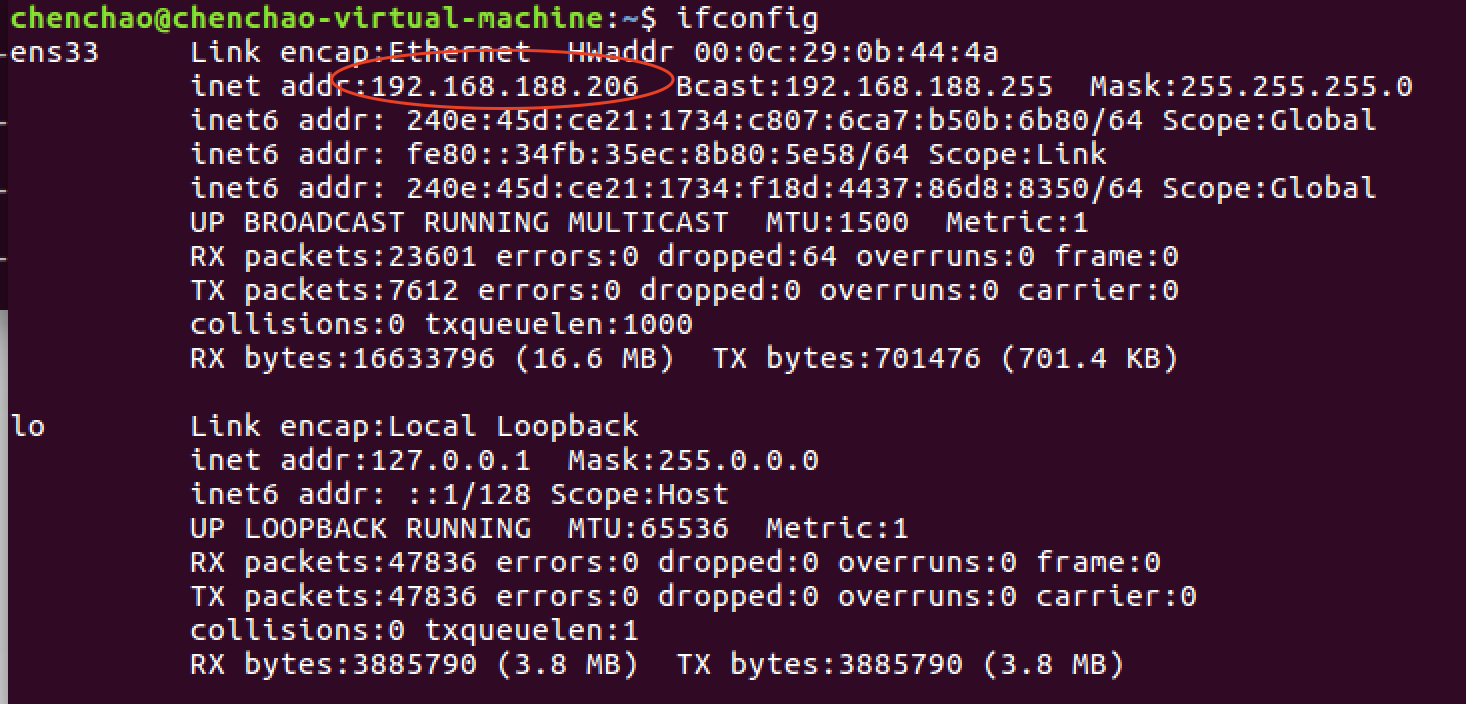 chenchao@chenchao-virtual-machine:~$ ifconfig
ens33     Link encap:Ethernet  HWaddr 00:0c:29:0b:44:4a
          inet addr:192.168.188.206  Bcast:192.168.188.255  Mask:255.255.255.0
          inet6 addr: 240e:45d:ce21:1734:c807:6ca7:b50b:6b80/64 Scope:Global
          inet6 addr: fe80::34fb:35ec:8b80:5e58/64 Scope:Link
          inet6 addr: 240e:45d:ce21:1734:f18d:4437:86d8:8350/64 Scope:Global
          UP BROADCAST RUNNING MULTICAST  MTU:1500  Metric:1
          RX packets:23601 errors:0 dropped:64 overruns:0 frame:0
          TX packets:7612 errors:0 dropped:0 overruns:0 carrier:0
          collisions:0 txqueuelen:1000
          RX bytes:16633796 (16.6 MB)  TX bytes:701476 (701.4 KB)

lo        Link encap:Local Loopback
          inet addr:127.0.0.1  Mask:255.0.0.0
          inet6 addr: ::1/128 Scope:Host
          UP LOOPBACK RUNNING  MTU:65536  Metric:1
          RX packets:47836 errors:0 dropped:0 overruns:0 frame:0
          TX packets:47836 errors:0 dropped:0 overruns:0 carrier:0
          collisions:0 txqueuelen:1
          RX bytes:3885790 (3.8 MB)  TX bytes:3885790 (3.8 MB)